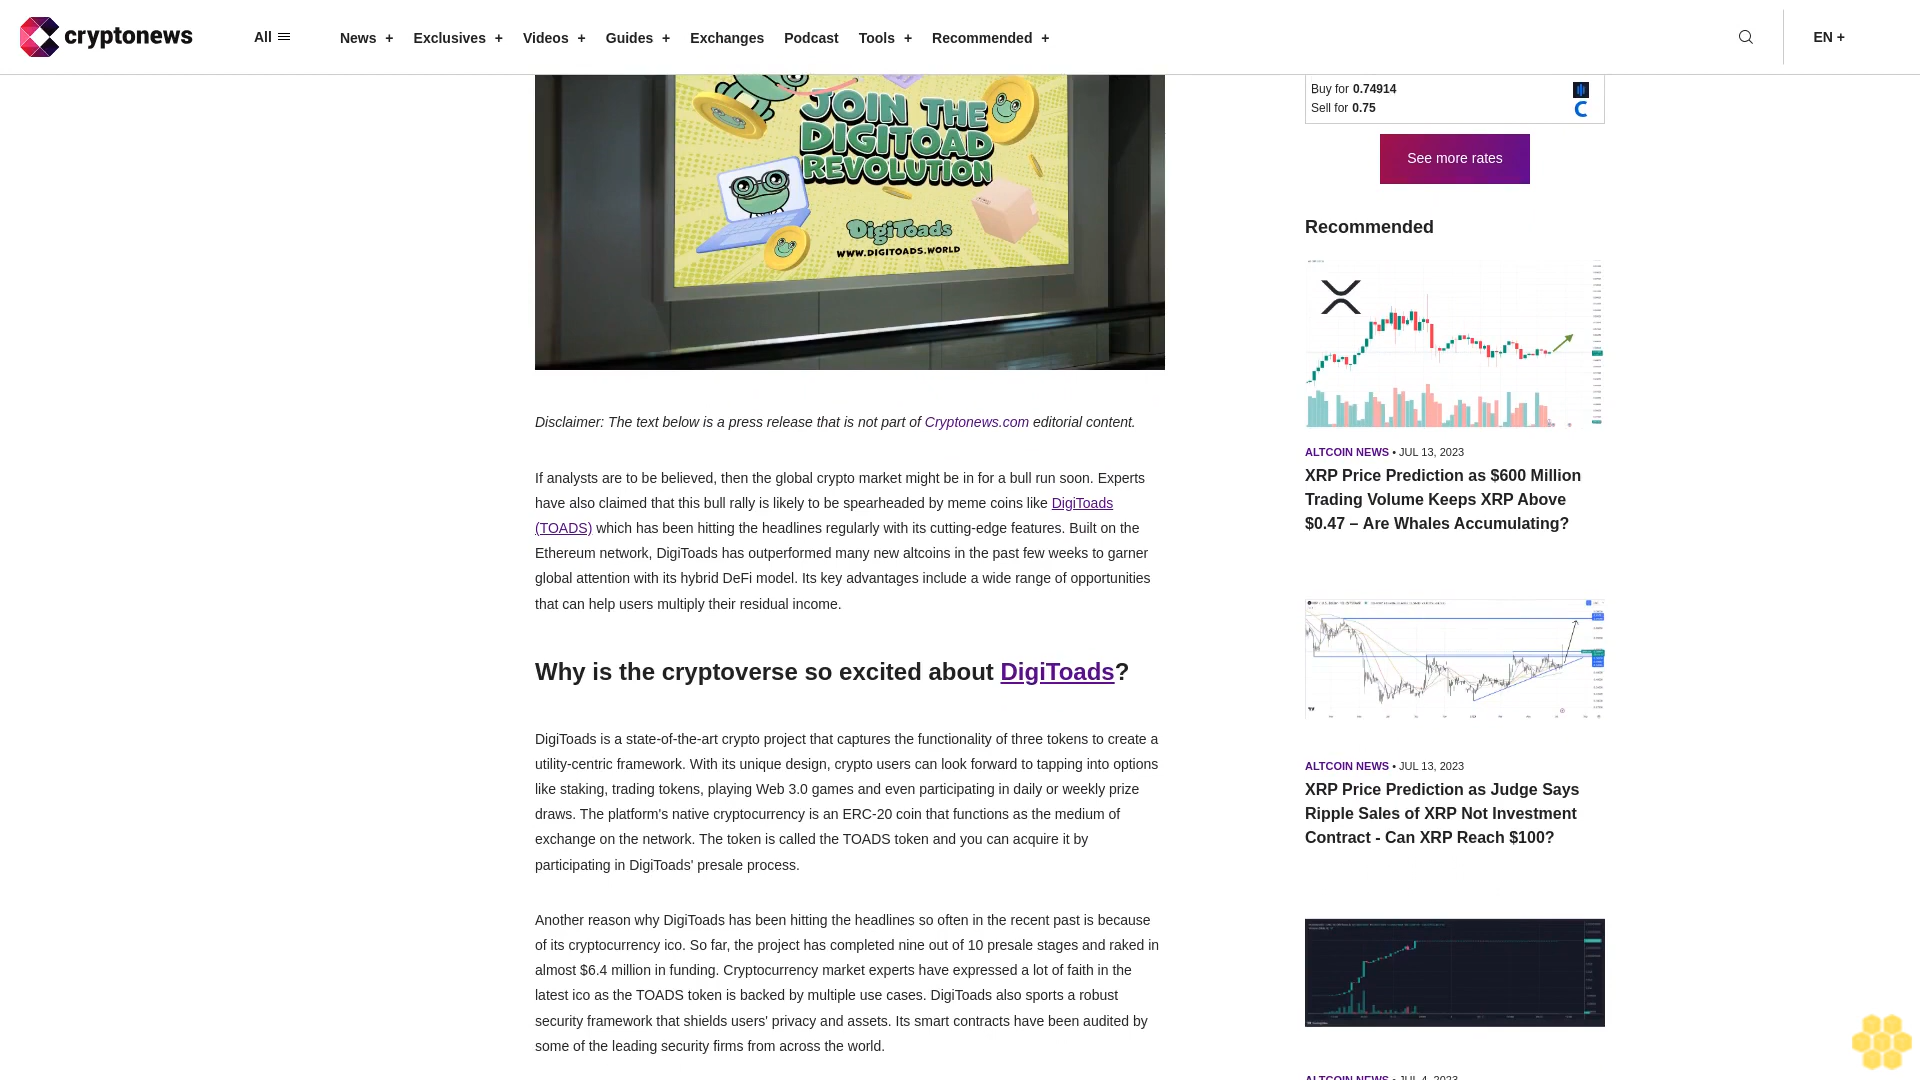 cryptonews
All
News +
Exclusives +
Videos +
Guides +
Exchanges
Podcast
Tools +
Recommended +
EN +
JOIN THE
DIGITOAD
REVOLUTION
DigiToads
WWW.DIGITOADS.WORLD
Disclaimer: The text below is a press release that is not part of Cryptonews.com editorial content.
If analysts are to be believed, then the global crypto market might be in for a bull run soon. Experts
have also claimed that this bull rally is likely to be spearheaded by meme coins like DigiToads
(TOADS) which has been hitting the headlines regularly with its cutting-edge features. Built on the
Ethereum network, DigiToads has outperformed many new altcoins in the past few weeks to garner
global attention with its hybrid DeFi model. Its key advantages include a wide range of opportunities
that can help users multiply their residual income.
Why is the cryptoverse so excited about DigiToads?
DigiToads is a state-of-the-art crypto project that captures the functionality of three tokens to create a
utility-centric framework. With its unique design, crypto users can look forward to tapping into options
like staking, trading tokens, playing Web 3.0 games and even participating in daily or weekly prize
draws. The platform's native cryptocurrency is an ERC-20 coin that functions as the medium of
exchange on the network. The token is called the TOADS token and you can acquire it by
participating in DigiToads' presale process.
Another reason why DigiToads has been hitting the headlines so often in the recent past is because
of its cryptocurrency ico. So far, the project has completed nine out of 10 presale stages and raked in
almost $6.4 million in funding. Cryptocurrency market experts have expressed a lot of faith in the
latest ico as the TOADS token is backed by multiple use cases. DigiToads also sports a robust
security framework that shields users' privacy and assets. Its smart contracts have been audited by
some of the leading security firms from across the world.
Buy for 0.74914
Sell for 0.75
See more rates
Recommended
ALTCOIN NEWS • JUL 13, 2023
XRP Price Prediction as $600 Million
Trading Volume Keeps XRP Above
$0.47 – Are Whales Accumulating?
ALTCOIN NEWS • JUL 13, 2023
XRP Price Prediction as Judge Says
Ripple Sales of XRP Not Investment
Contract - Can XRP Reach $100?
ALTCOIN NEWS • JUL 4, 2023